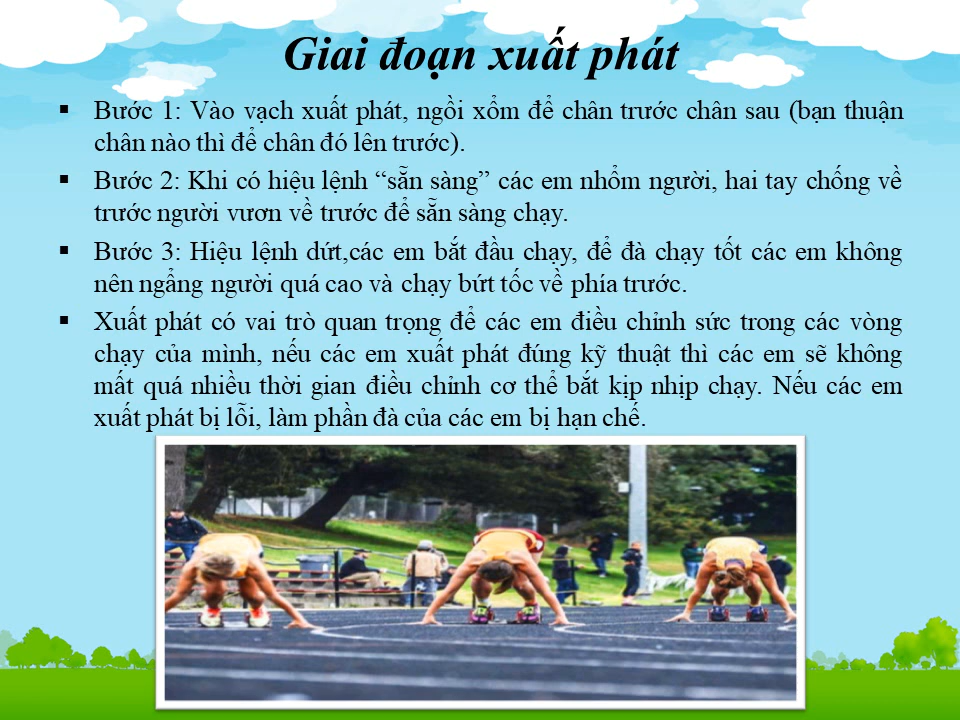 Giai đoạn xuất phát
▪ Bước 1: Vào vạch xuất phát, ngồi xổm để chân trước chân sau (bạn thuận
chân nào thì để chân đó lên trước).
▪ Bước 2: Khi có hiệu lệnh “sẵn sàng” các em nhổm người, hai tay chống về
trước người vươn về trước để sẵn sàng chạy.
▪ Bước 3: Hiệu lệnh dứt,các em bắt đầu chạy, để đà chạy tốt các em không
nên ngẩng người quá cao và chạy bứt tốc về phía trước.
▪ Xuất phát có vai trò quan trọng để các em điều chỉnh sức trong các vòng
chạy của mình, nếu các em xuất phát đúng kỹ thuật thì các em sẽ không
mất quá nhiều thời gian điều chỉnh cơ thể bắt kịp nhịp chạy. Nếu các em
xuất phát bị lỗi, làm phần đà của các em bị hạn chế.